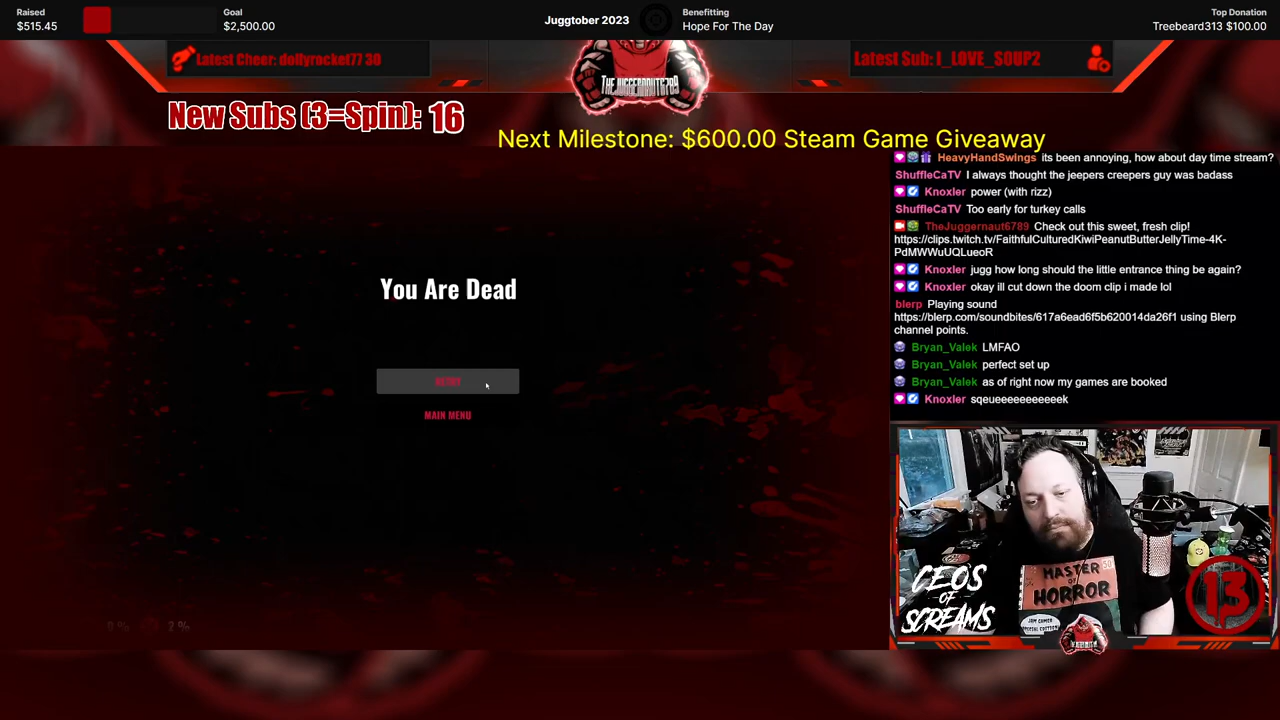 Raised
$515.45
Goal
$2,500.00
Juggtober 2023
Benefitting
Hope For The Day
Top Donation
Treebeard313 $100.00
Latest Cheer: dollyrocket77 30
THEJUGGERNAUT6789
Latest Sub: I_LOVE_SOUP2
New Subs (3=Spin): 16
Next Milestone: $600.00 Steam Game Giveaway
HeavyHandSwings its been annoying, how about day time stream?
ShuffleCaTV I always thought the jeepers creepers guy was badass
Knoxler power (with rizz)
ShuffleCaTV Too early for turkey calls
TheJuggernaut6789 Check out this sweet, fresh clip!
https://clips.twitch.tv/FaithfulCulturedKiwiPeanutButterJellyTime-4K-
PdMWWuUQLueoR
Knoxler jugg how long should the little entrance thing be again?
Knoxler okay ill cut down the doom clip i made lol
blerp Playing sound
https://blerp.com/soundbites/617a6ead6f5b620014da26f1 using Blerp
channel points.
Bryan_Valek LMFAO
Bryan_Valek perfect set up
Bryan_Valek as of right now my games are booked
Knoxler sqeueeeeeeeeeek
You Are Dead
RETRY
MAIN MENU
0 %
2 %
CEOS
OF
SCREAMS
MASTER
OF
HORROR
13